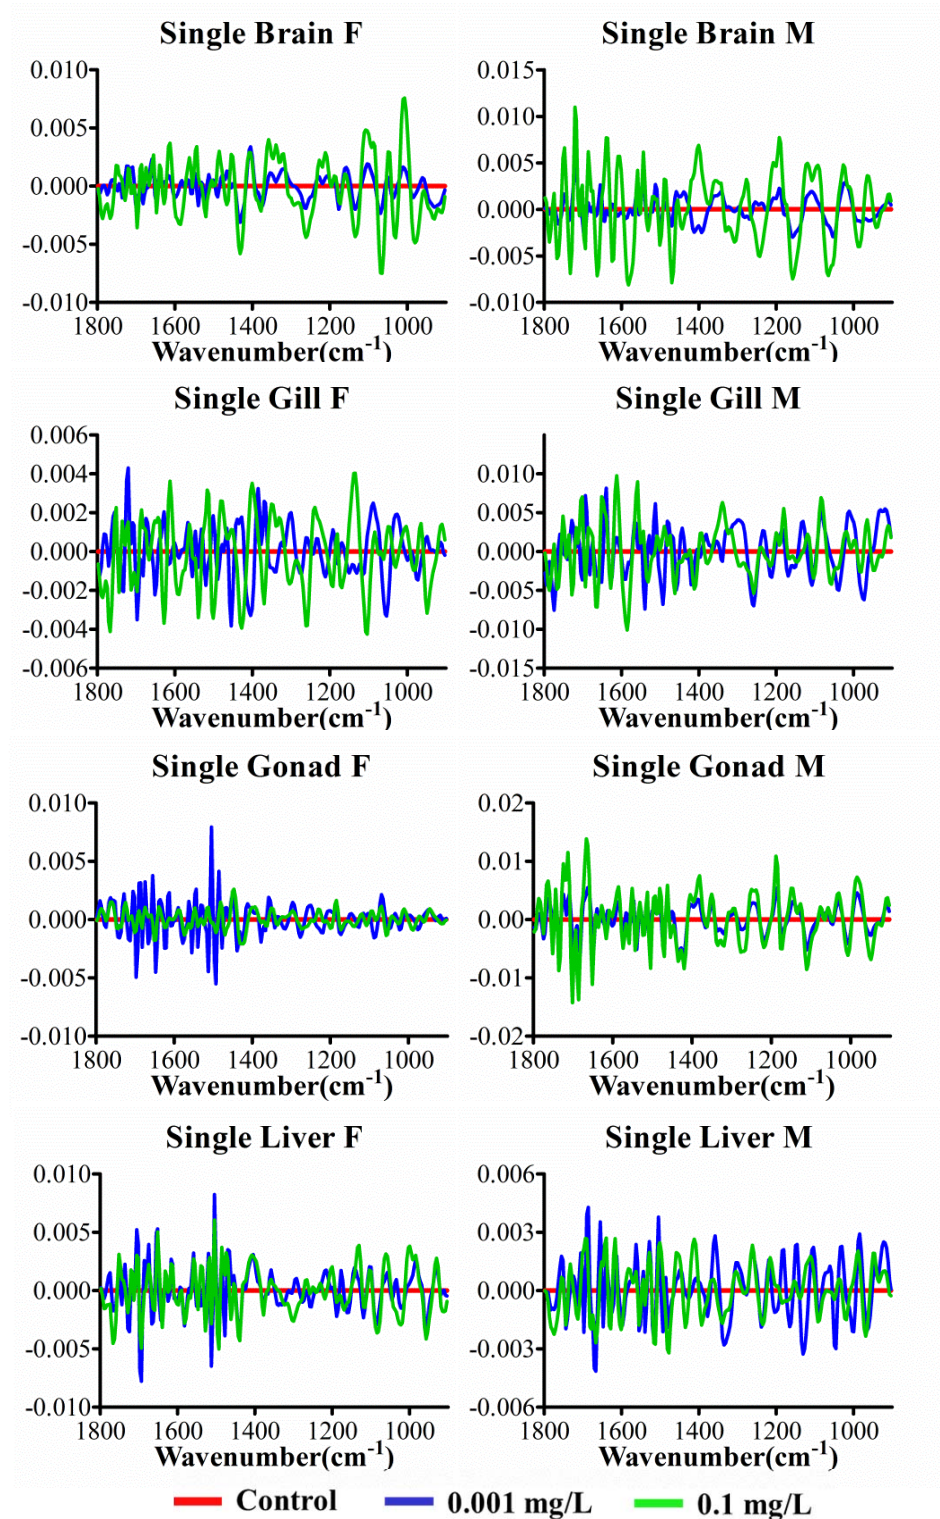 Single Brain F
0.010
0.005
0.000
-0.005
-0.010
1800 1600 1400 1200 1000
Wavenumber(cm-1)
Single Brain M
0.015
0.010
0.005
0.000
-0.005
-0.010
1800 1600 1400 1200 1000
Wavenumber(cm-1)
Single Gill F
0.006
0.004
0.002
0.000
-0.002
-0.004
-0.006
1800 1600 1400 1200 1000
Wavenumber(cm-1)
Single Gill M
0.010
0.000
-0.005
-0.010
-0.015
1800 1600 1400 1200 1000
Wavenumber(cm-1)
Single Gonad F
0.010
0.005
0.000
-0.005
-0.010
1800 1600 1400 1200 1000
Wavenumber(cm-1)
Single Gonad M
0.02
0.01
0.00
-0.01
-0.02
1800 1600 1400 1200 1000
Wavenumber(cm-1)
Single Liver F
0.010
0.005
0.000
-0.005
-0.010
1800 1600 1400 1200 1000
Wavenumber(cm-1)
Single Liver M
0.006
0.003
0.000
-0.003
-0.006
1800 1600 1400 1200 1000
Wavenumber(cm-1)
Control 0.001 mg/L 0.1 mg/L